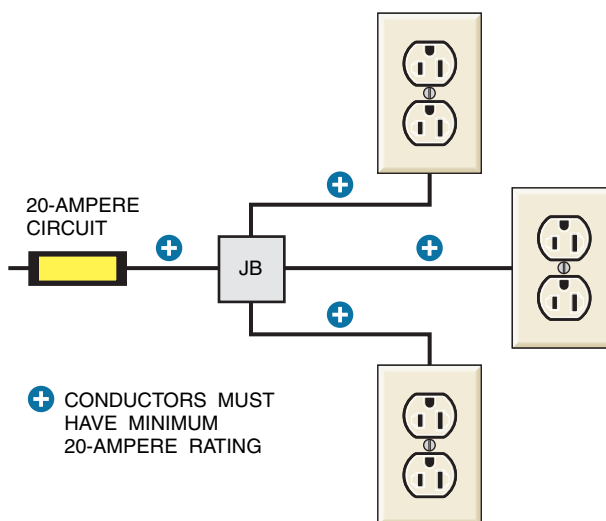 20-AMPERE
CIRCUIT
JB
CONDUCTORS MUST
HAVE MINIMUM
20-AMPERE RATING